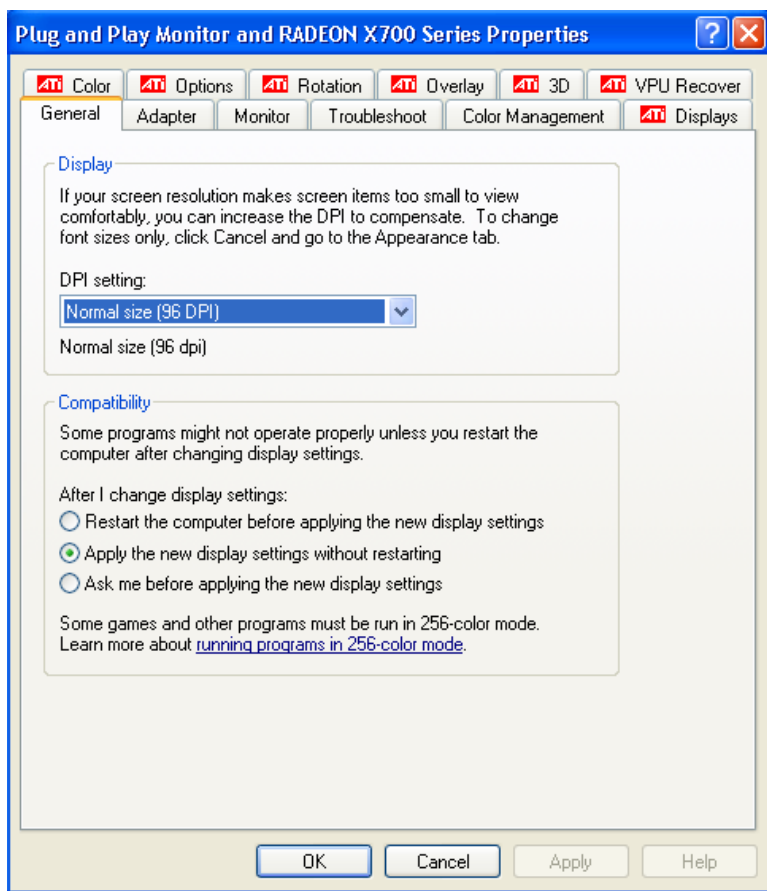 Plug and Play Monitor and RADEON X700 Series Properties
ATi Color ATi Options ATi Rotation ATi Overlay ATi 3D ATi VPU Recover
General Adapter Monitor Troubleshoot Color Management ATi Displays
Display
If your screen resolution makes screen items too small to view
comfortably, you can increase the DPI to compensate. To change
font sizes only, click Cancel and go to the Appearance tab.
DPI setting:
Normal size (96 DPI)
Normal size (96 dpi)
Compatibility
Some programs might not operate properly unless you restart the
computer after changing display settings.
After I change display settings:
Restart the computer before applying the new display settings
Apply the new display settings without restarting
Ask me before applying the new display settings
Some games and other programs must be run in 256-color mode.
Learn more about running programs in 256-color mode.
OK Cancel Apply Help